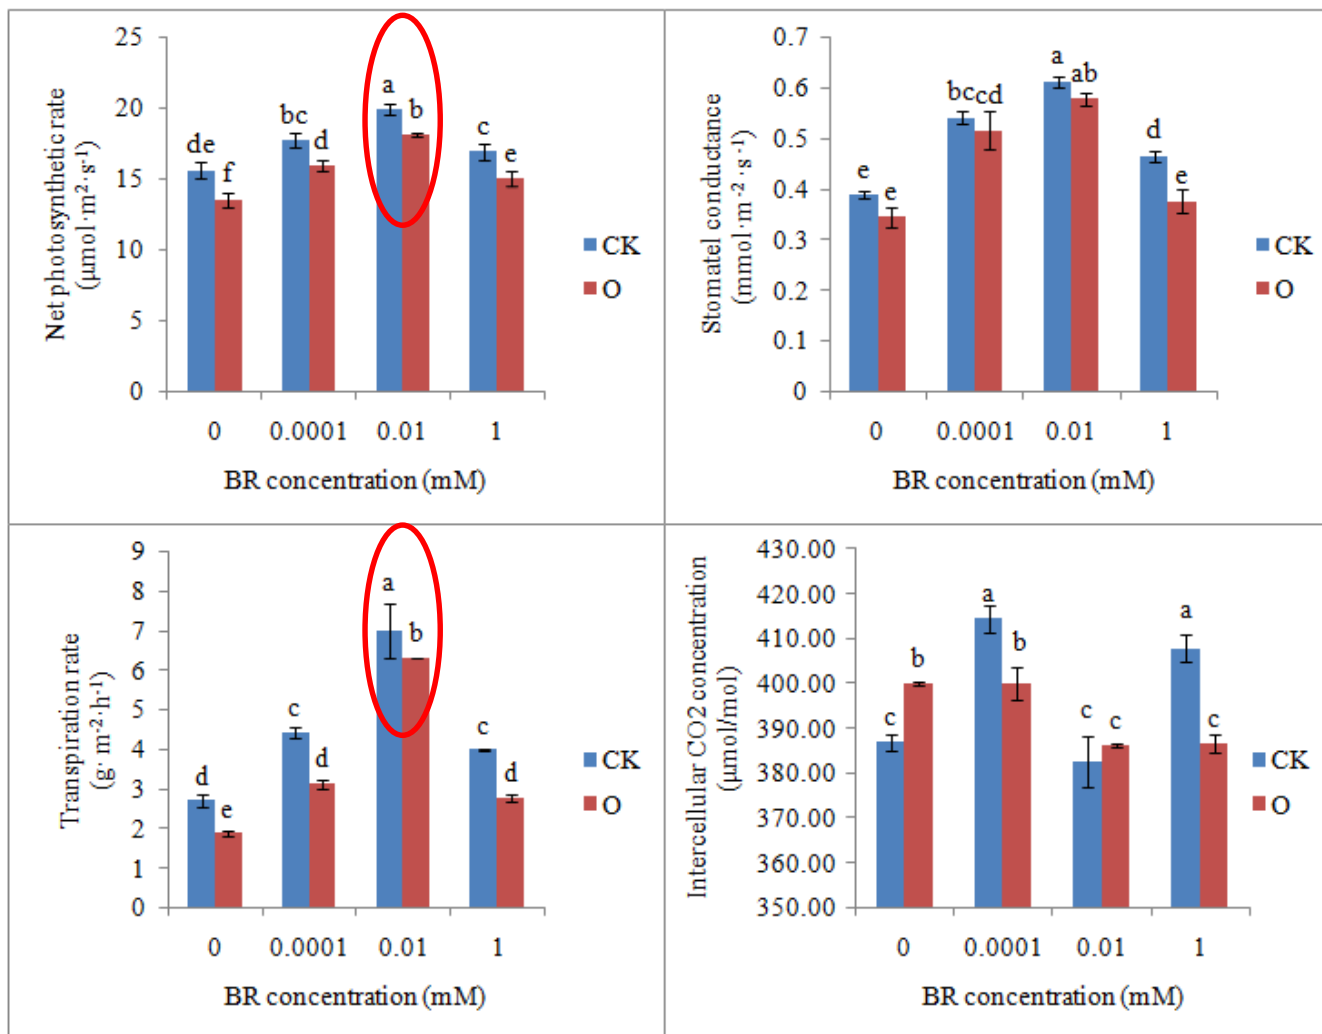 Net photosynthetic rate
(μmol·m²·s⁻¹)
25
20
15
10
5
0
de
f
bc
d
a
b
c
e
0
0.0001
0.01
1
BR concentration (mM)
CK
O
Stomatel conductance
(mmol·m⁻²·s⁻¹)
0.7
0.6
0.5
0.4
0.3
0.2
0.1
0
e
e
bc
cd
a
ab
d
e
0
0.0001
0.01
1
BR concentration (mM)
CK
O
Transpiration rate
(g· m⁻²·h⁻¹)
9
8
7
6
5
4
3
2
1
0
d
e
c
d
a
b
c
d
0
0.0001
0.01
1
BR concentration (mM)
CK
O
Intercellular CO2 concentration
(μmol/mol)
430.00
420.00
410.00
400.00
390.00
380.00
370.00
360.00
350.00
c
b
a
b
c
c
a
c
0
0.0001
0.01
1
BR concentration (mM)
CK
O